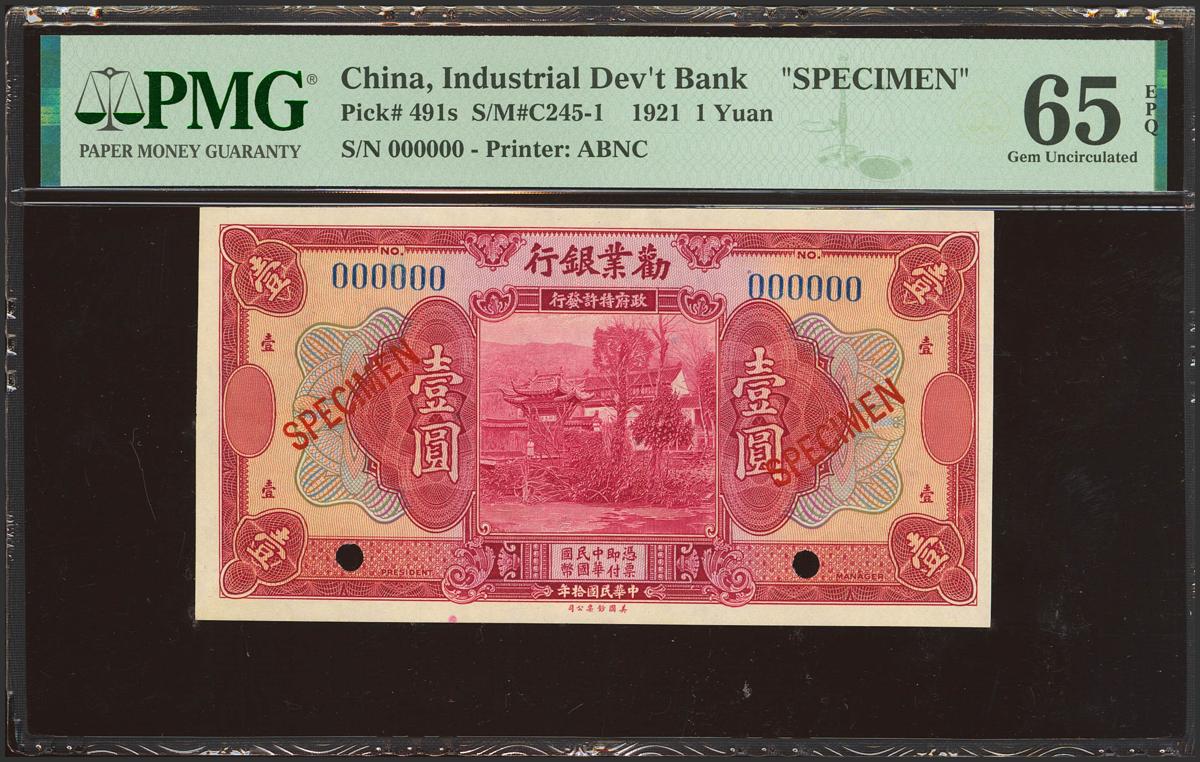 PMG®
PAPER MONEY GUARANTY
China, Industrial Dev't Bank "SPECIMEN"
Pick# 491s S/M#C245-1 1921 1 Yuan
S/N 000000 - Printer: ABNC
65
EPQ
Gem Uncirculated
行銀業勸
行發許特府政
NO.
000000
NO.
000000
壹
壹
壹
壹
壹圓
壹圓
SPECIMEN
SPECIMEN
壹
壹
壹
壹
國民中即憑
幣國華付票
PRESIDENT
MANAGER
年拾國民華中
司公票鈔國美